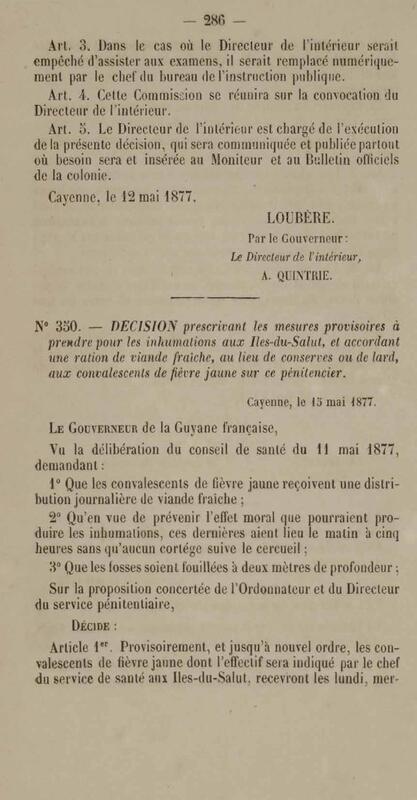 — 286 —
Art. 3. Dans le cas où le Directeur de l'intérieur serait
empêché d'assister aux examens, il serait remplacé numérique-
ment par le chef du bureau de l'instruction publique.
Art. 4. Cette Commission se réunira sur la convocation du
Directeur de l'intérieur.
Art. 5. Le Directeur de l'intérieur est chargé de l'exécution
de la présente décision, qui sera communiquée et publiée partout
où besoin sera et insérée au Moniteur et au Bulletin officiels
de la colonie.
Cayenne, le 12 mai 1877.
LOUBÈRE.
Par le Gouverneur :
Le Directeur de l'intérieur,
A. QUINTRIE.
N° 350. — DECISION prescrivant les mesures provisoires à
prendre pour les inhumations aux Iles-du-Salut, et accordant
une ration de viande fraîche, au lieu de conserves ou de lard,
aux convalescents de fièvre jaune sur ce pénitencier.
Cayenne, le 15 mai 1877.
LE GOUVERNEUR de la Guyane française,
Vu la délibération du conseil de santé du 11 mai 1877,
demandant :
1° Que les convalescents de fièvre jaune reçoivent une distri-
bution journalière de viande fraîche ;
2° Qu'en vue de prévenir l'effet moral que pourraient pro-
duire les inhumations, ces dernières aient lieu le matin à cinq
heures sans qu'aucun cortége suive le cercueil ;
3° Que les fosses soient fouillées à deux mètres de profondeur ;
Sur la proposition concertée de l'Ordonnateur et du Directeur
du service pénitentiaire,
DÉCIDE :
Article 1er. Provisoirement, et jusqu'à nouvel ordre, les con-
valescents de fièvre jaune dont l'effectif sera indiqué par le chef
du service de santé aux Iles-du-Salut, recevront les lundi, mer-